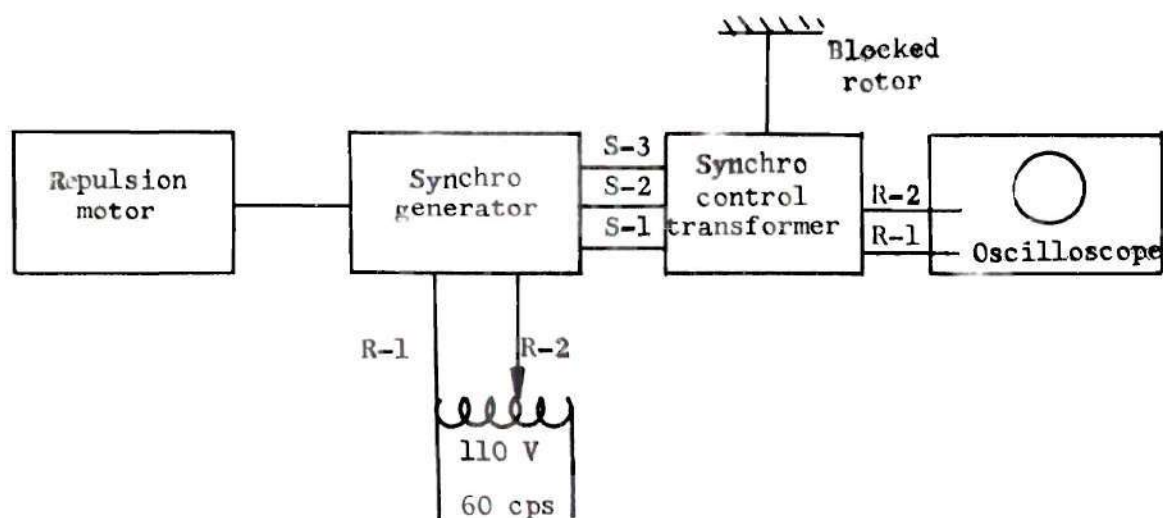 Blocked
rotor
Repulsion
motor
Synchro
generator
S-3
S-2
S-1
Synchro
control
transformer
R-2
R-1
Oscilloscope
R-1
R-2
110 V
60 cps